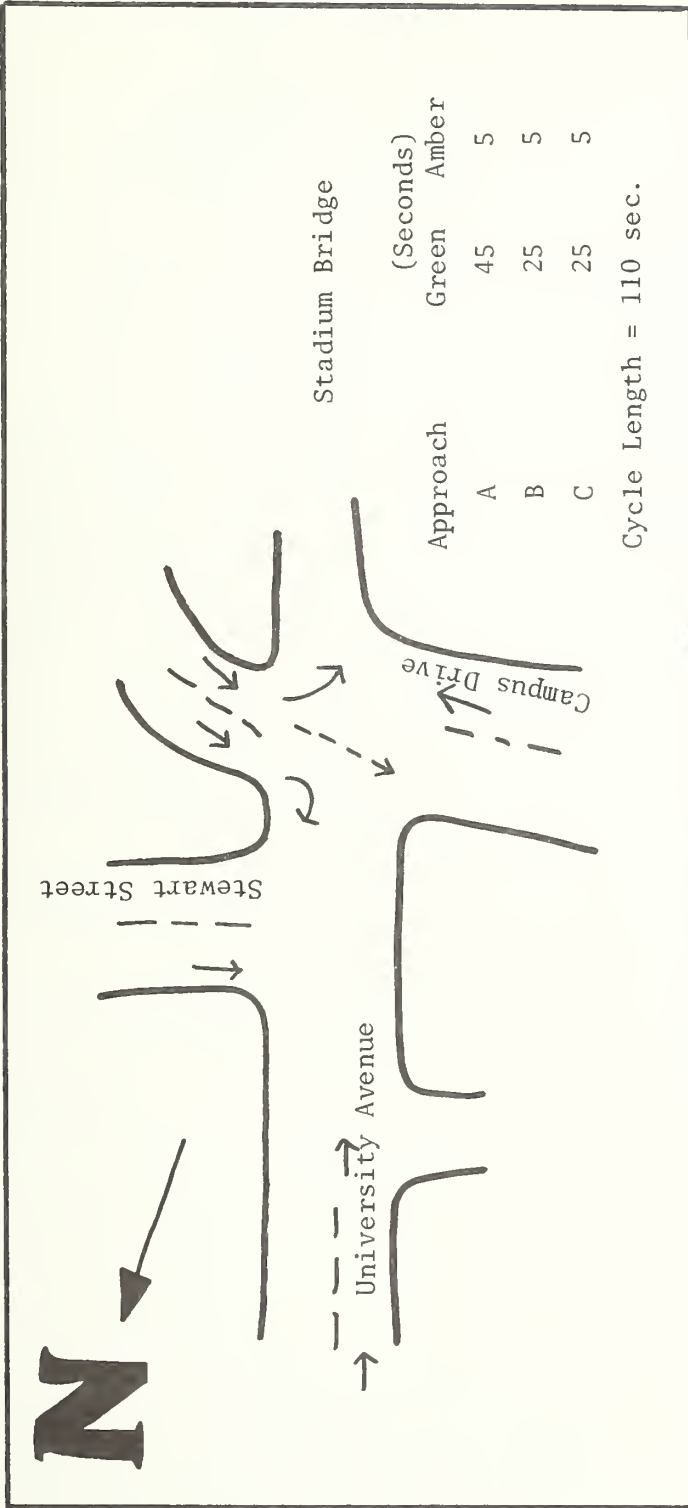 N
Stewart Street
University Avenue
Campus Drive
Stadium Bridge
(Seconds)
Approach Green Amber
A 45 5
B 25 5
C 25 5
Cycle Length = 110 sec.